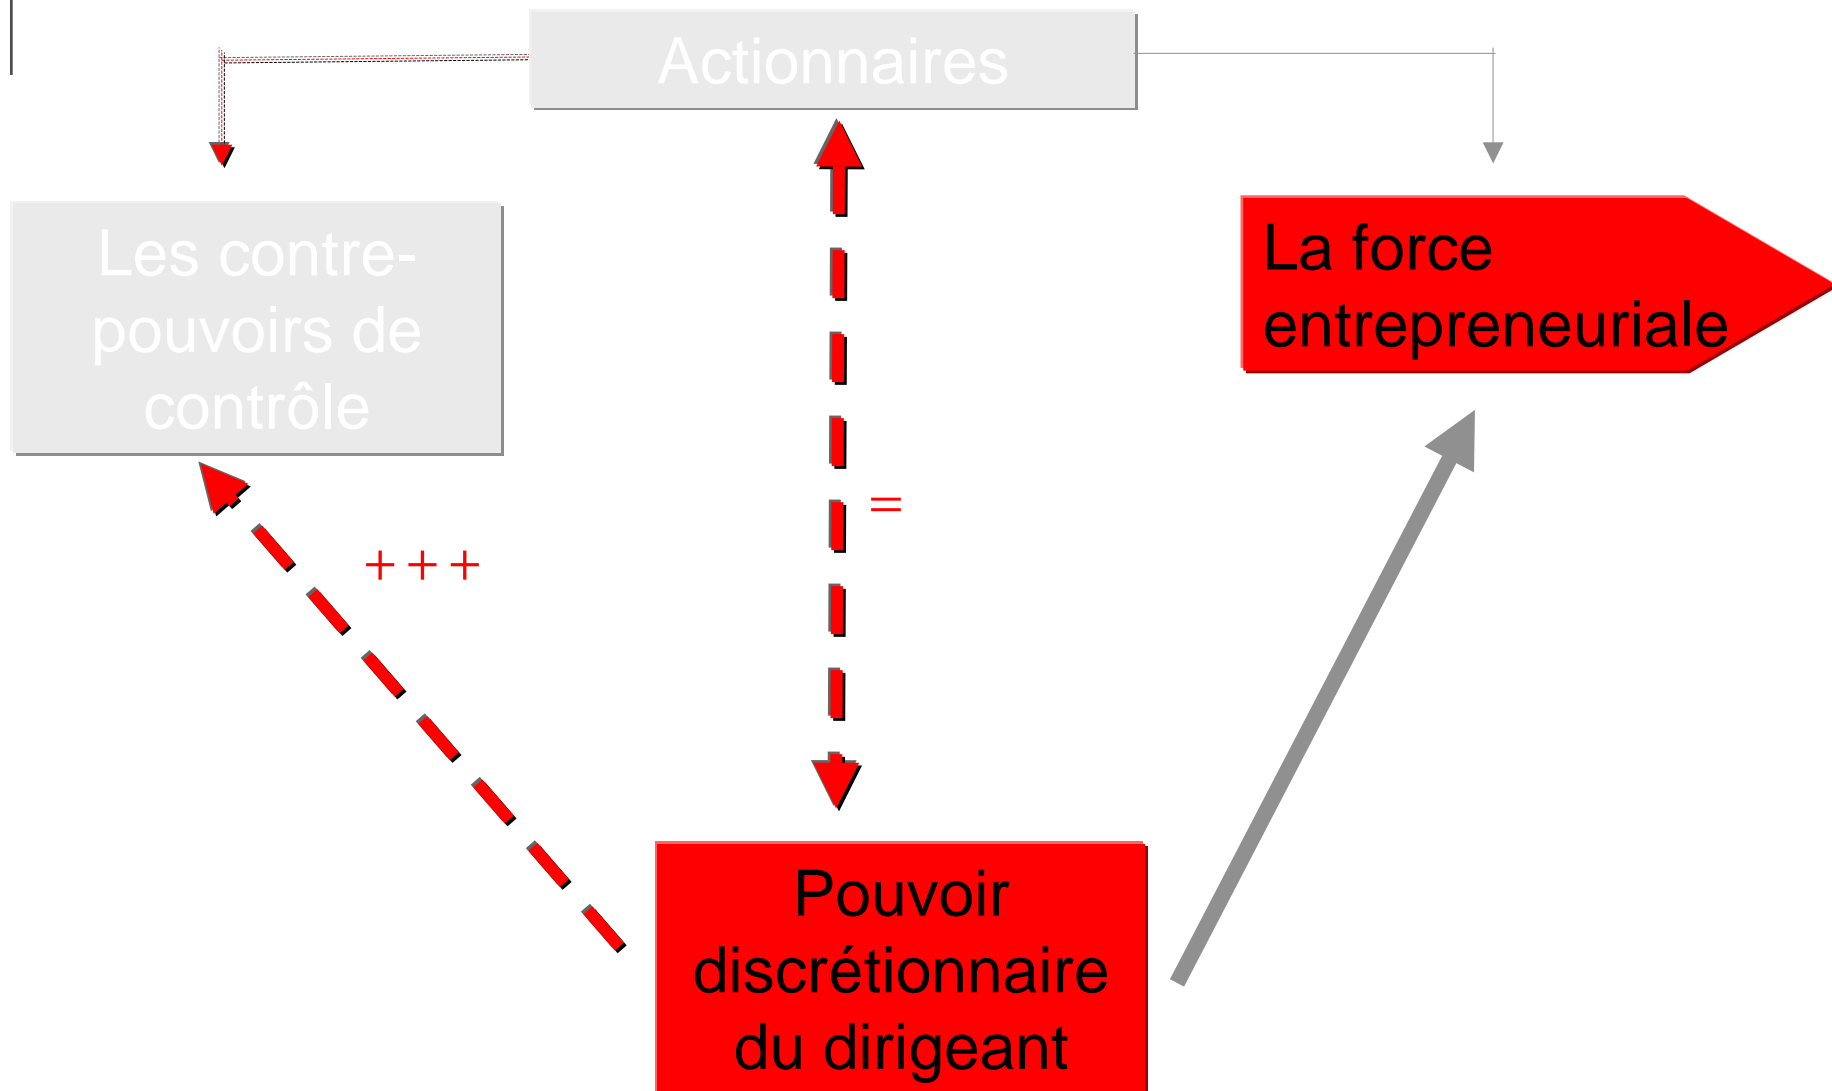 Actionnaires
Les contre-
pouvoirs de
contrôle
La force
entrepreneuriale
=
+ + +
Pouvoir
discrétionnaire
du dirigeant